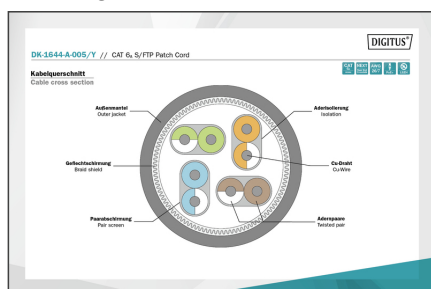 DIGITUS®
DK-1644-A-005/Y // CAT 6A S/FTP Patch Cord
Kabelquerschnitt
Cable cross section
Außenmantel
Outer jacket
Aderisolierung
Isolation
Geflechtschirmung
Braid shield
Cu-Draht
Cu-Wire
Paarabschirmung
Pair screen
Adernpaare
Twisted pair